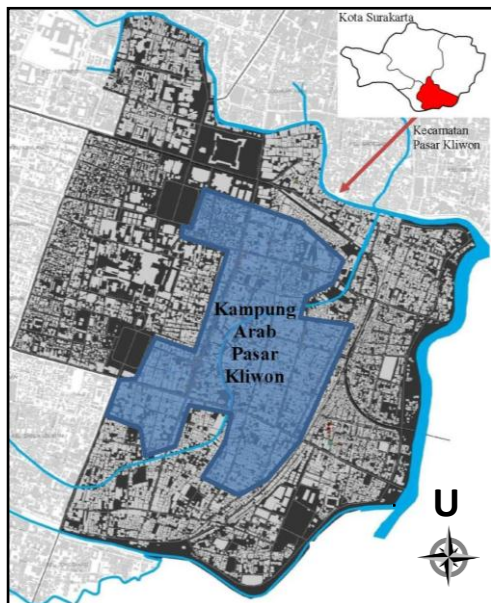 Kota Surakarta
Kecamatan
Pasar Kliwon
Kampung
Arab
Pasar
Kliwon
U